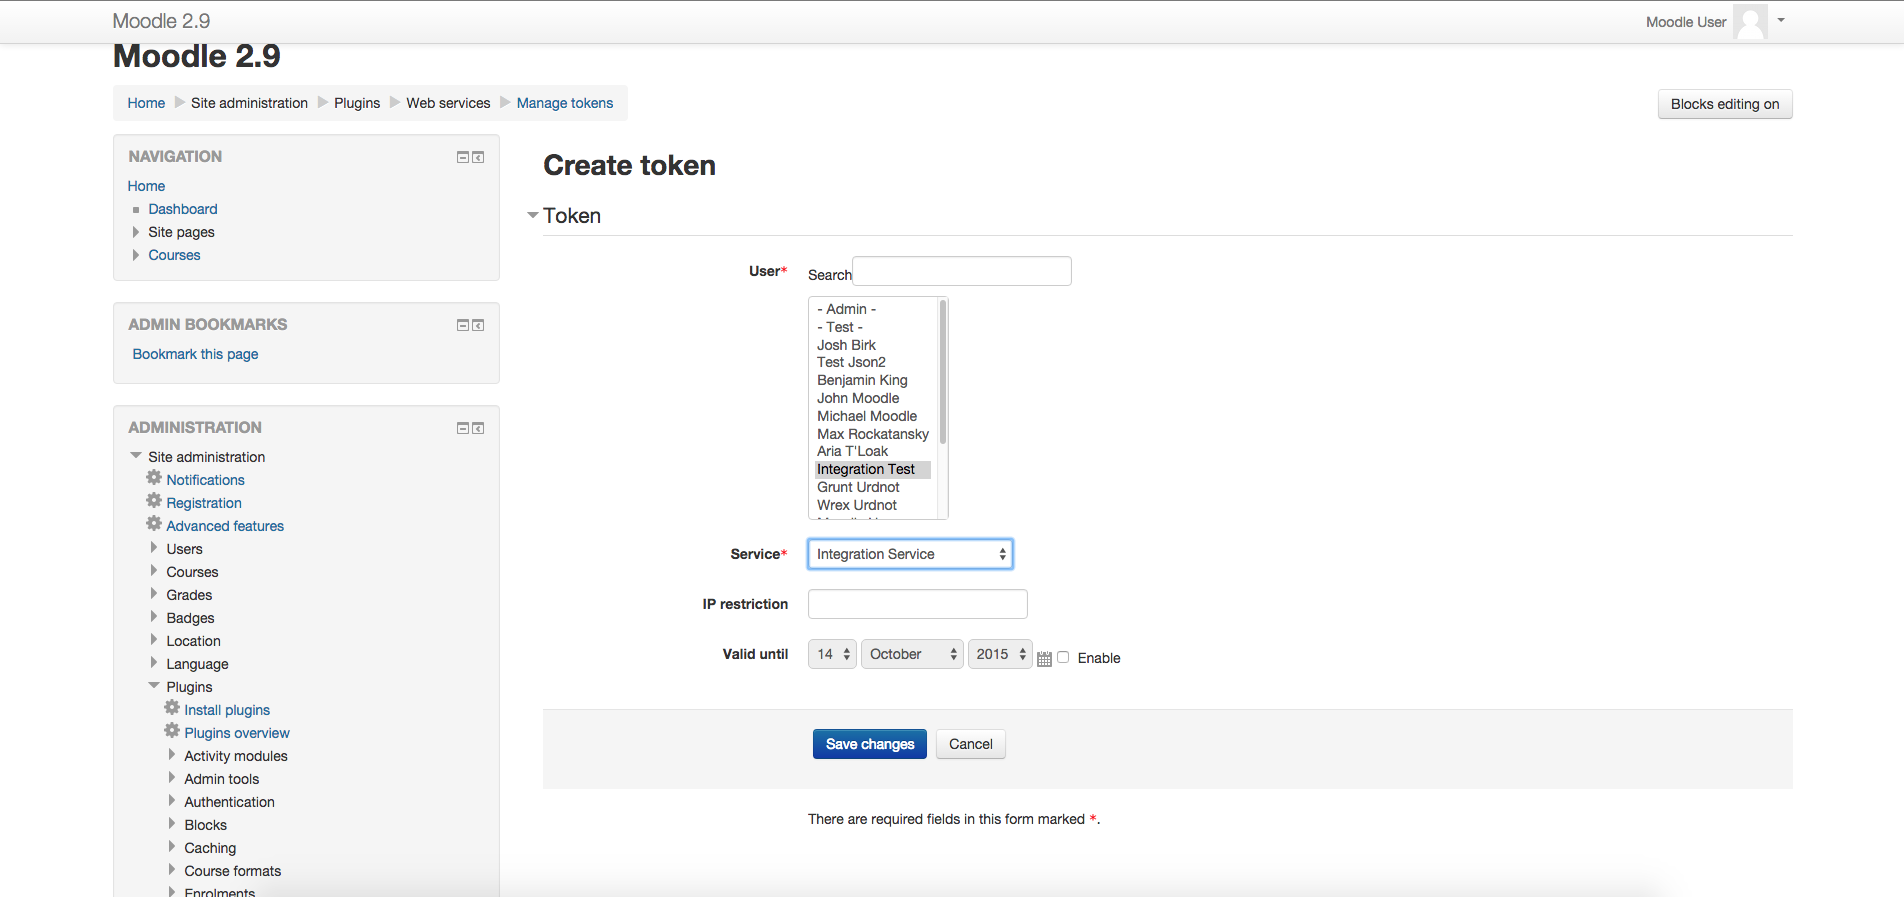 Moodle 2.9
Moodle User
Moodle 2.9
Home Site administration Plugins Web services Manage tokens
Blocks editing on
NAVIGATION
Home
Dashboard
Site pages
Courses
ADMIN BOOKMARKS
Bookmark this page
ADMINISTRATION
Site administration
Notifications
Registration
Advanced features
Users
Courses
Grades
Badges
Location
Language
Plugins
Install plugins
Plugins overview
Activity modules
Admin tools
Authentication
Blocks
Caching
Course formats
Enrolments
Create token
Token
User* Search
- Admin -
- Test -
Josh Birk
Test Json2
Benjamin King
John Moodle
Michael Moodle
Max Rockatansky
Aria T'Loak
Integration Test
Grunt Urdnot
Wrex Urdnot
Service* Integration Service
IP restriction
Valid until 14 October 2015 Enable
Save changes Cancel
There are required fields in this form marked *.